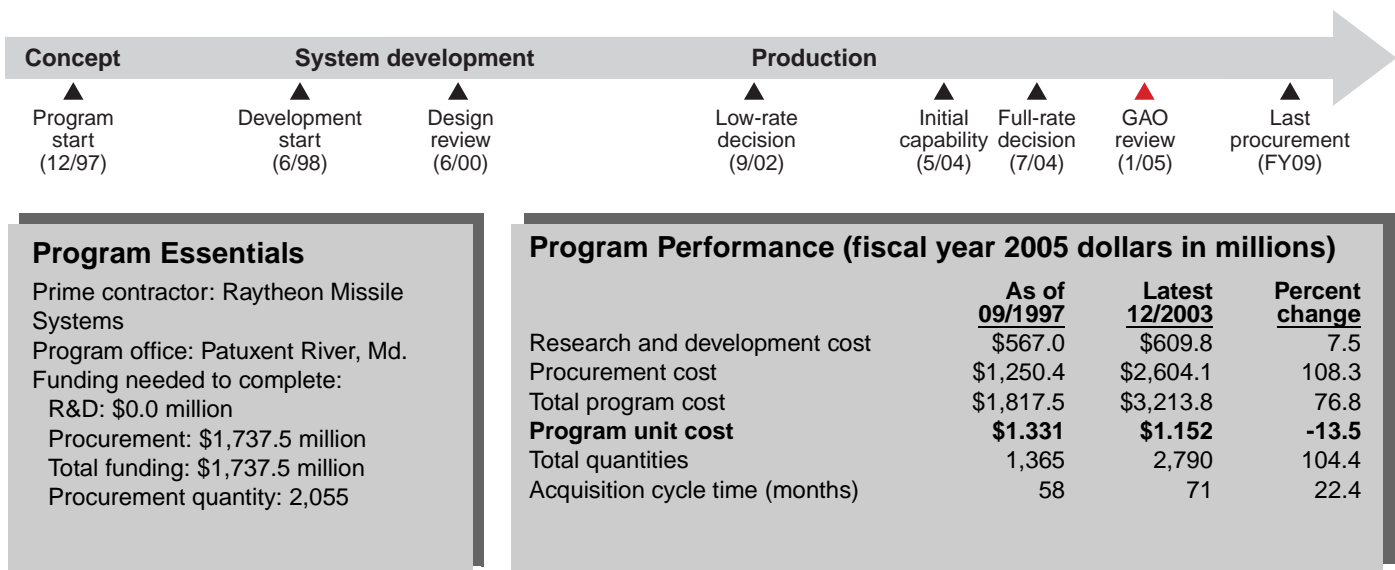 Concept System development Production
Program start (12/97)
Development start (6/98)
Design review (6/00)
Low-rate decision (9/02)
Initial capability (5/04)
Full-rate decision (7/04)
GAO review (1/05)
Last procurement (FY09)
Program Essentials
Prime contractor: Raytheon Missile
Systems
Program office: Patuxent River, Md.
Funding needed to complete:
R&D: $0.0 million
Procurement: $1,737.5 million
Total funding: $1,737.5 million
Procurement quantity: 2,055
Program Performance (fiscal year 2005 dollars in millions)
As of Latest Percent
09/1997 12/2003 change
Research and development cost $567.0 $609.8 7.5
Procurement cost $1,250.4 $2,604.1 108.3
Total program cost $1,817.5 $3,213.8 76.8
Program unit cost $1.331 $1.152 -13.5
Total quantities 1,365 2,790 104.4
Acquisition cycle time (months) 58 71 22.4